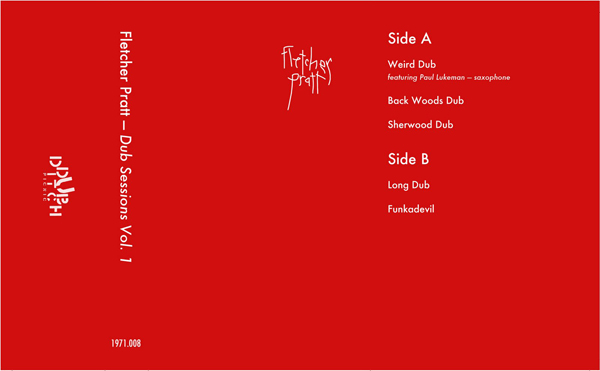 Fletcher Pratt – Dub Sessions Vol. 1
1971.008
Fletcher
Pratt
Side A
Weird Dub
featuring Paul Lukeman – saxophone
Back Woods Dub
Sherwood Dub
Side B
Long Dub
Funkadevil